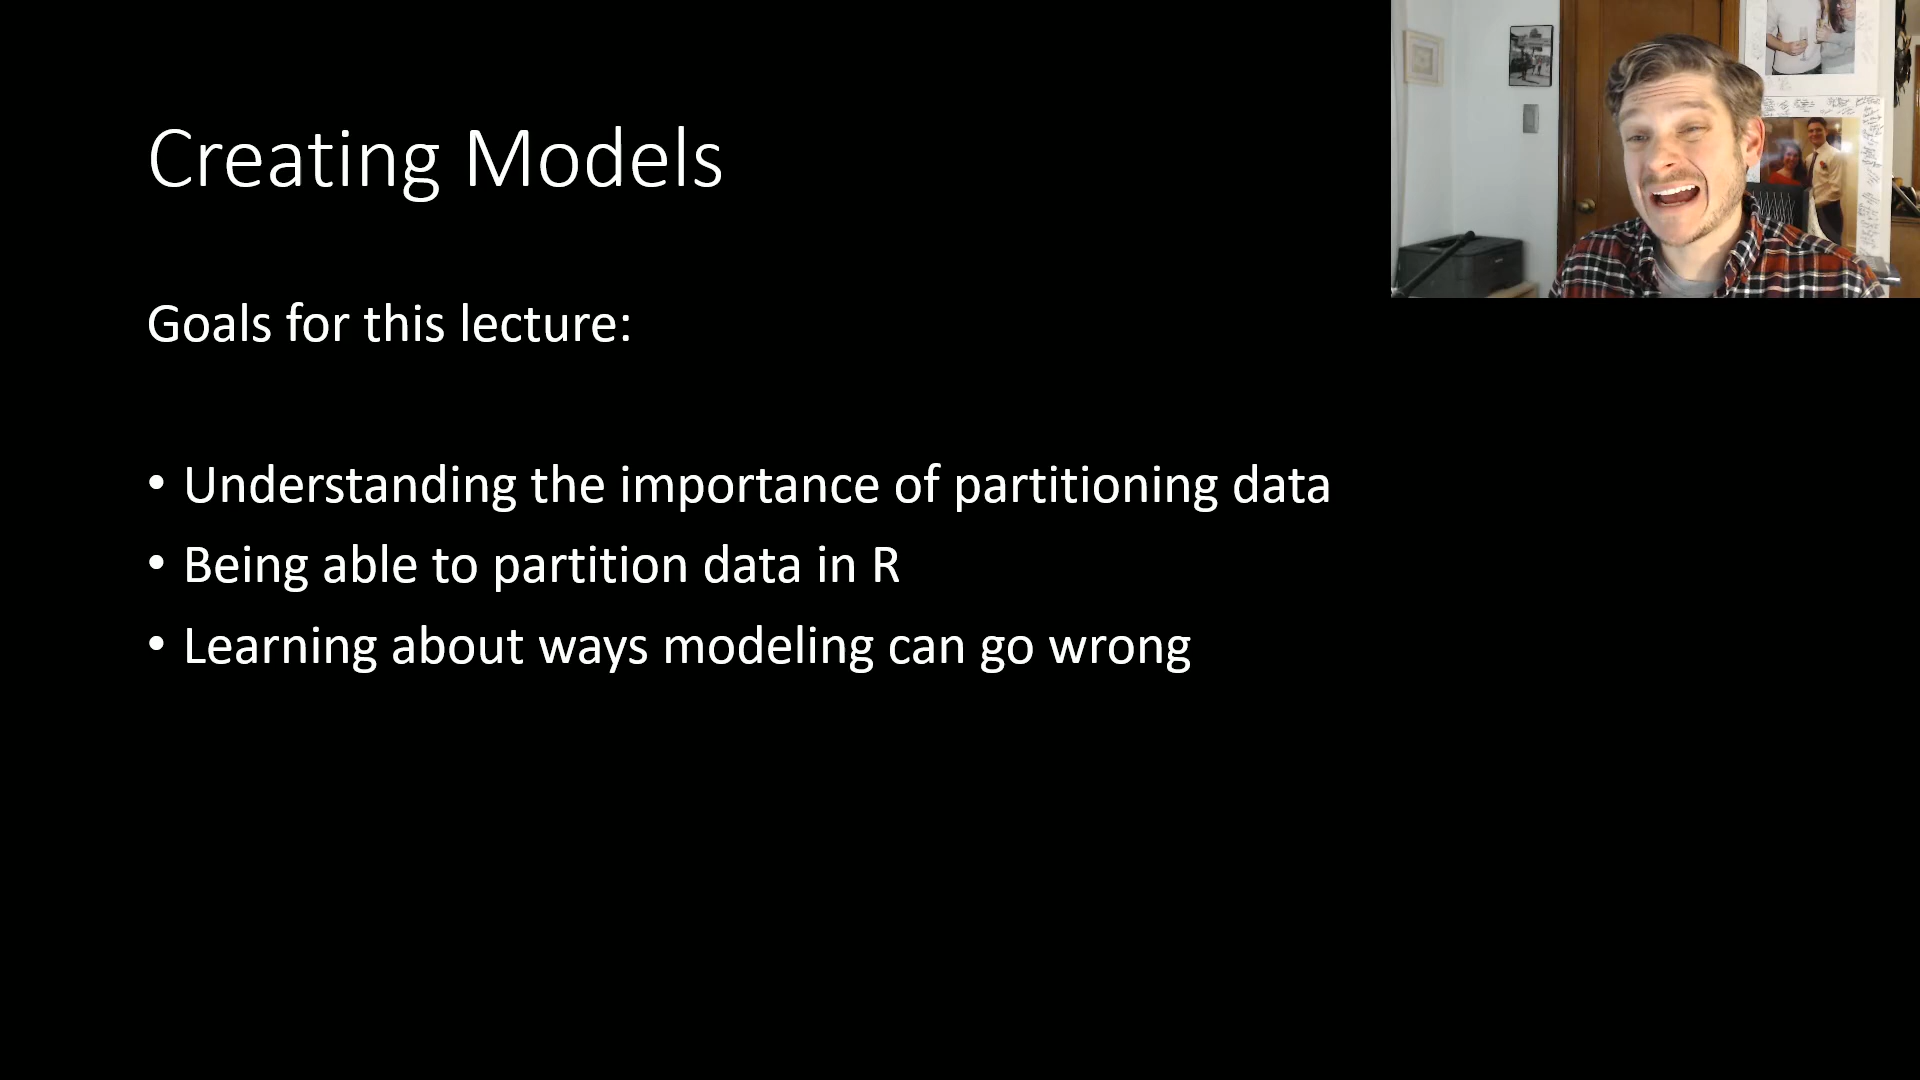 Creating Models
Goals for this lecture:
• Understanding the importance of partitioning data
• Being able to partition data in R
• Learning about ways modeling can go wrong